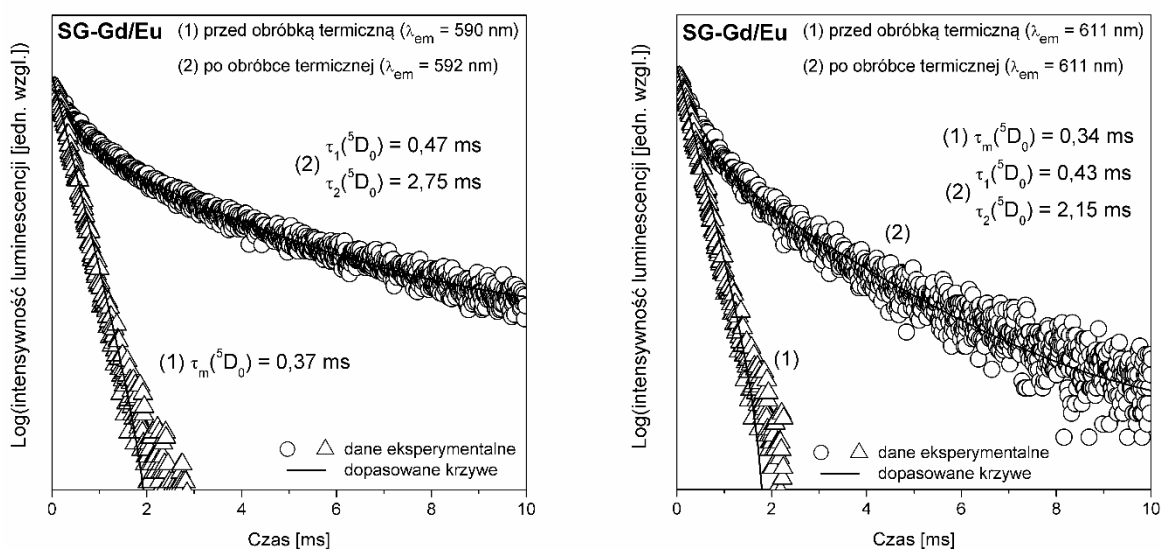 SG-Gd/Eu (1) przed obróbką termiczną (λem = 590 nm)
(2) po obróbce termicznej (λem = 592 nm)
τ1(5D0) = 0,47 ms
(2)
τ2(5D0) = 2,75 ms
(1) τm(5D0) = 0,37 ms
dane eksperymentalne
dopasowane krzywe
Log(intensywność luminescencji [jedn. wzgl.])
0 2 4 6 8 10
Czas [ms]
SG-Gd/Eu (1) przed obróbką termiczną (λem = 611 nm)
(2) po obróbce termicznej (λem = 611 nm)
(1) τm(5D0) = 0,34 ms
τ1(5D0) = 0,43 ms
(2)
τ2(5D0) = 2,15 ms
(2)
(1)
dane eksperymentalne
dopasowane krzywe
Log(intensywność luminescencji [jedn. wzgl.])
0 2 4 6 8 10
Czas [ms]